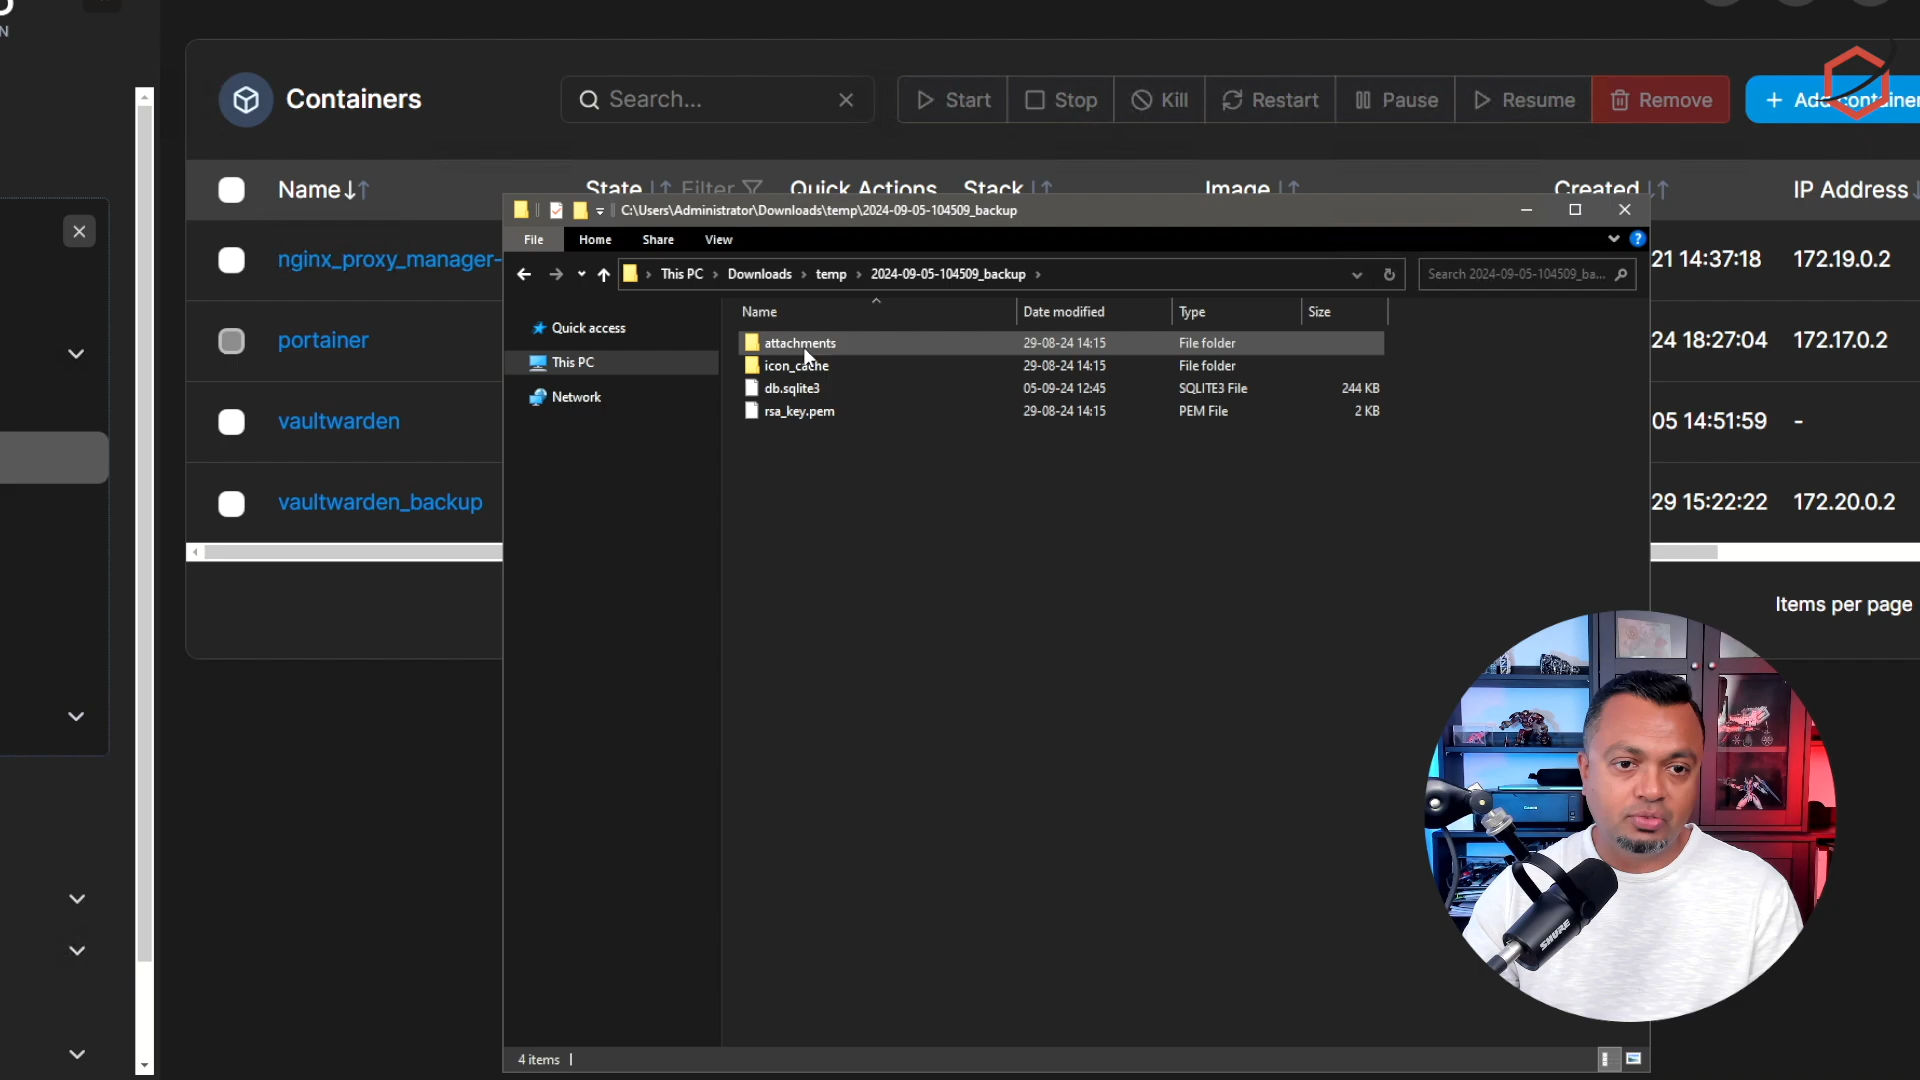 N
Containers
Search...
Start
Stop
Kill
Restart
Pause
Resume
Remove
+ Add container
Name
State
Filter
Quick Actions
Stack
Image
Created
IP Address
C:\Users\Administrator\Downloads\temp\2024-09-05-104509_backup
File
Home
Share
View
This PC
Downloads
temp
2024-09-05-104509_backup
Search 2024-09-05-104509_ba...
Quick access
This PC
Network
Name
Date modified
Type
Size
attachments
29-08-24 14:15
File folder
icon_cache
29-08-24 14:15
File folder
db.sqlite3
05-09-24 12:45
SQLITE3 File
244 KB
rsa_key.pem
29-08-24 14:15
PEM File
2 KB
nginx_proxy_manager-
21 14:37:18
172.19.0.2
portainer
24 18:27:04
172.17.0.2
vaultwarden
05 14:51:59
-
vaultwarden_backup
29 15:22:22
172.20.0.2
Items per page
SHURE
4 items